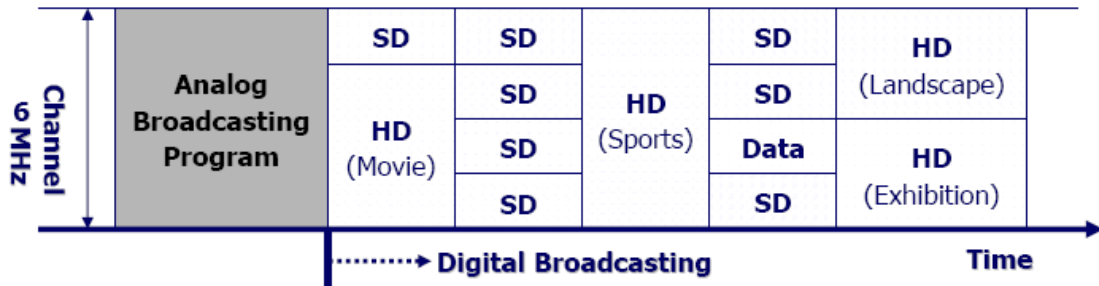 Channel
6 MHz
Analog
Broadcasting
Program
SD
HD
(Movie)
SD
SD
SD
SD
HD
(Sports)
SD
SD
Data
SD
HD
(Landscape)
HD
(Exhibition)
Digital Broadcasting
Time